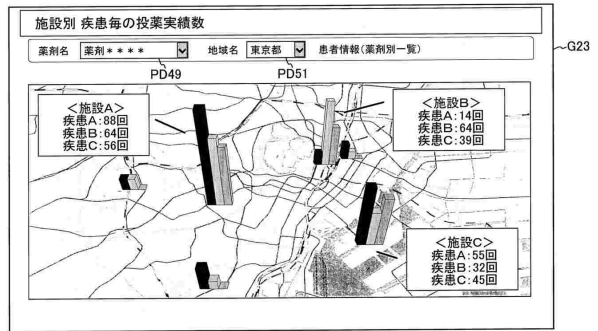 施設別 疾患毎の投薬実績数
薬剤名 薬剤＊＊＊＊ 地域名 東京都 患者情報(薬剤別一覧)
G23
PD49 PD51
＜施設A＞
疾患A:88回
疾患B:64回
疾患C:56回
＜施設B＞
疾患A:14回
疾患B:64回
疾患C:39回
＜施設C＞
疾患A:55回
疾患B:32回
疾患C:45回